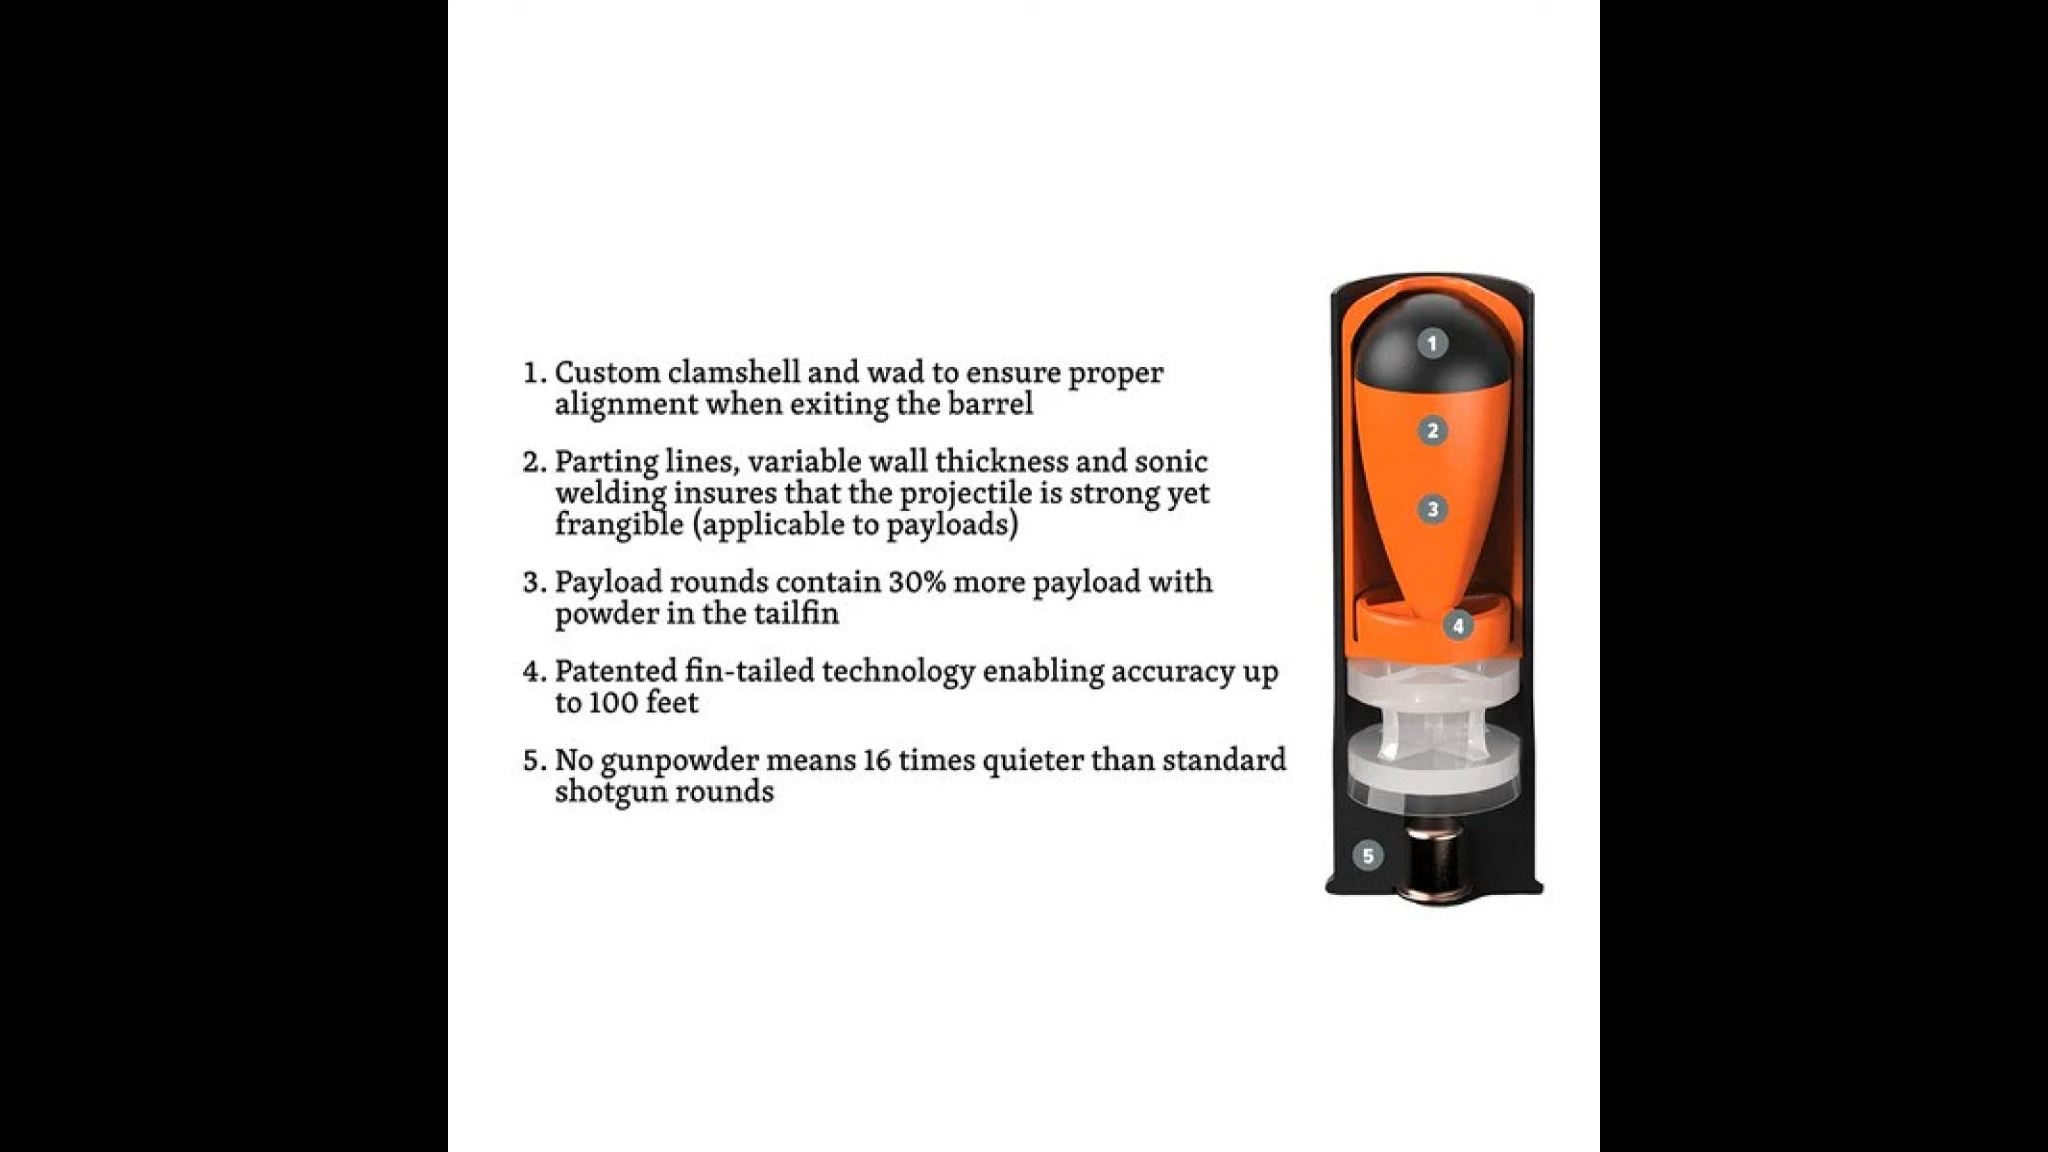 1. Custom clamshell and wad to ensure proper
alignment when exiting the barrel
2. Parting lines, variable wall thickness and sonic
welding insures that the projectile is strong yet
frangible (applicable to payloads)
3. Payload rounds contain 30% more payload with
powder in the tailfin
4. Patented fin-tailed technology enabling accuracy up
to 100 feet
5. No gunpowder means 16 times quieter than standard
shotgun rounds
1
2
3
4
5